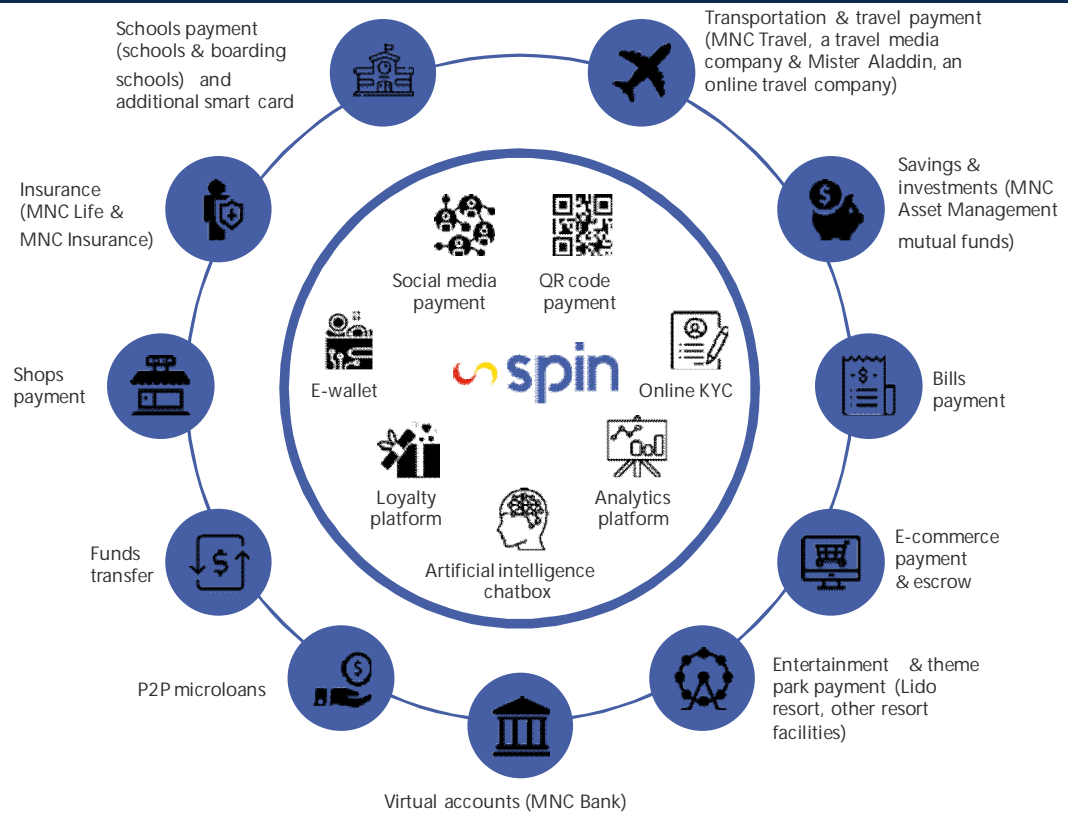 Schools payment
(schools & boarding
schools) and
additional smart card
Transportation & travel payment
(MNC Travel, a travel media
company & Mister Aladdin, an
online travel company)
Insurance
(MNC Life &
MNC Insurance)
Savings &
investments (MNC
Asset Management
mutual funds)
Social media
payment
QR code
payment
Shops
payment
E-wallet
spin
Online KYC
Bills
payment
Loyalty
platform
Analytics
platform
Artificial intelligence
chatbox
Funds
transfer
E-commerce
payment
& escrow
P2P microloans
Entertainment & theme
park payment (Lido
resort, other resort
facilities)
Virtual accounts (MNC Bank)